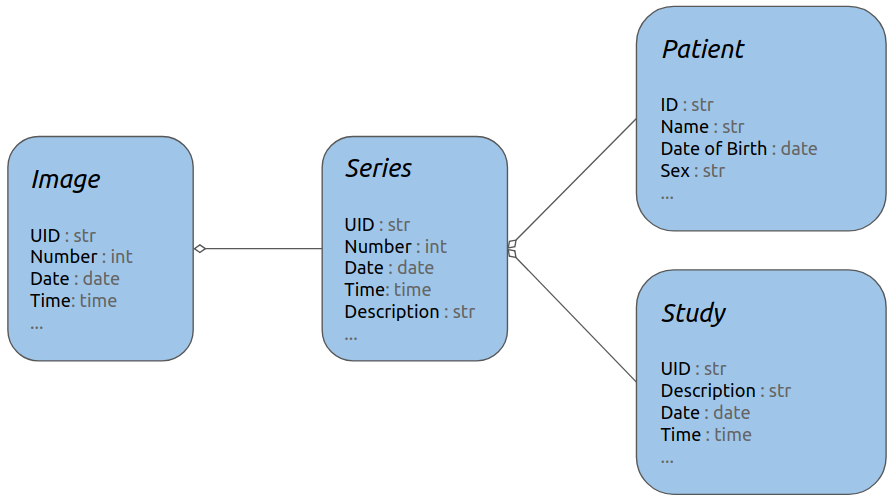 Image
UID : str
Number : int
Date : date
Time: time
...
Series
UID : str
Number : int
Date : date
Time: time
Description : str
...
Patient
ID : str
Name : str
Date of Birth : date
Sex : str
...
Study
UID : str
Description : str
Date : date
Time : time
...